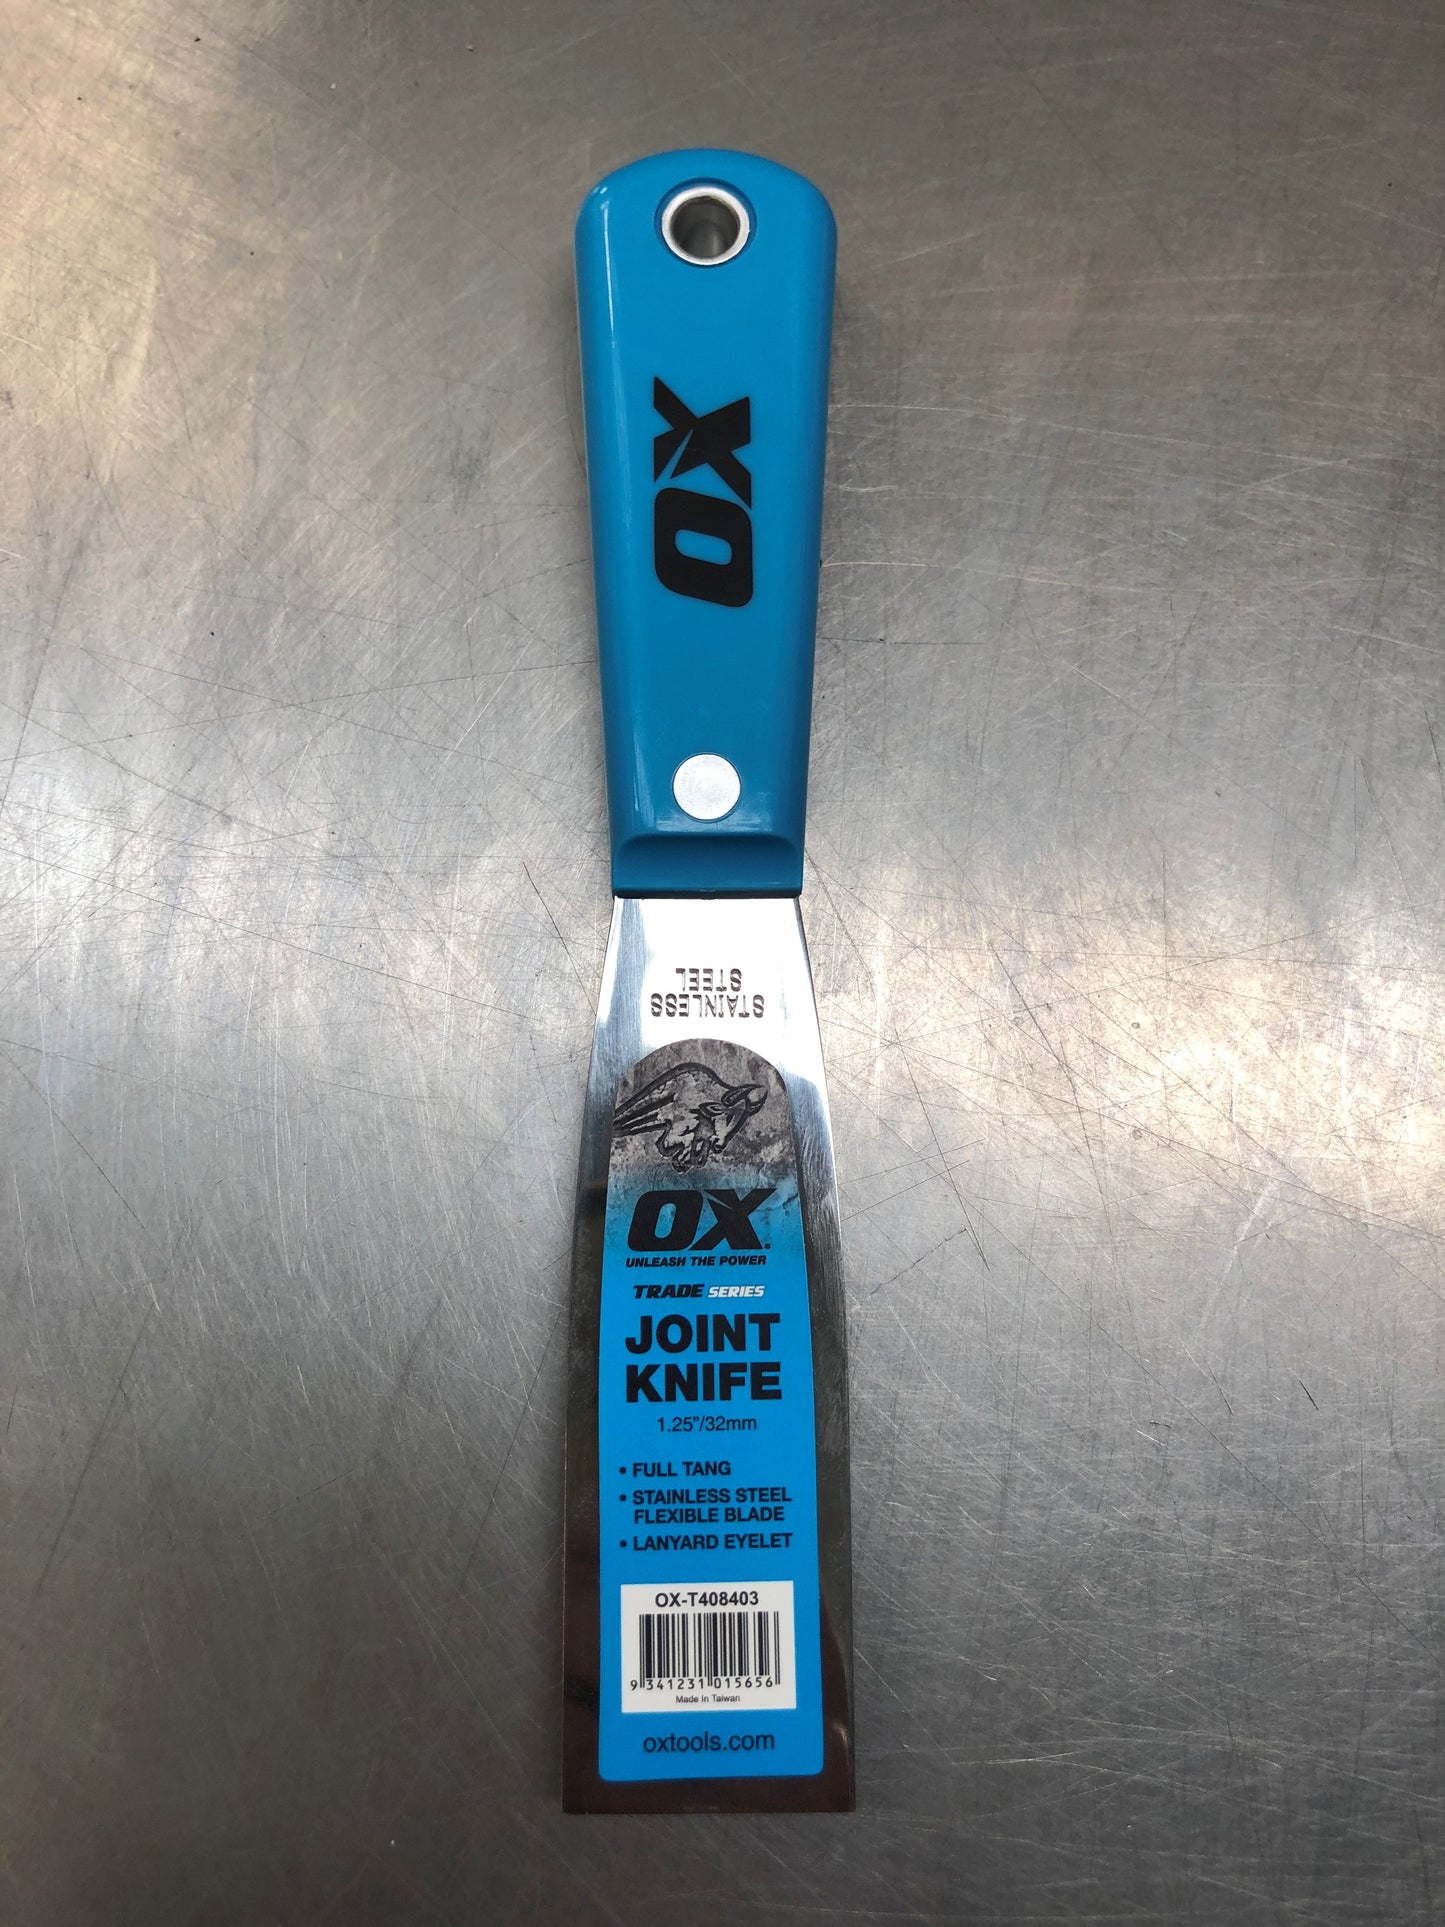 OX
STAINLESS
STEEL
OX
UNLEASH THE POWER
TRADE SERIES
JOINT
KNIFE
1.25"/32mm
• FULL TANG
• STAINLESS STEEL
FLEXIBLE BLADE
• LANYARD EYELET
OX-T408403
9 341231 015656
Made in Taiwan
oxtools.com